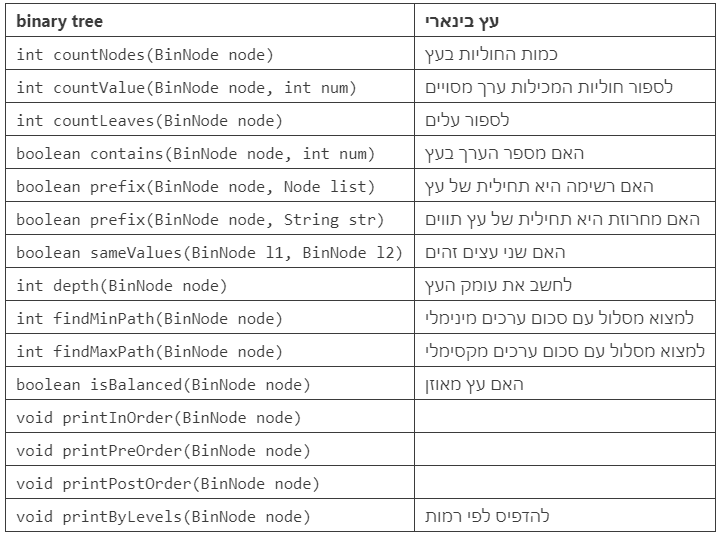 binary tree עץ בינארי
int countNodes(BinNode node) כמות החוליות בעץ
int countValue(BinNode node, int num) לספור חוליות המכילות ערך מסויים
int countLeaves(BinNode node) לספור עלים
boolean contains(BinNode node, int num) האם מספר הערך בעץ
boolean prefix(BinNode node, Node list) האם רשימה היא תחילית של עץ
boolean prefix(BinNode node, String str) האם מחרוזת היא תחילית של עץ תווים
boolean sameValues(BinNode l1, BinNode l2) האם שני עצים זהים
int depth(BinNode node) לחשב את עומק העץ
int findMinPath(BinNode node) למצוא מסלול עם סכום ערכים מינימלי
int findMaxPath(BinNode node) למצוא מסלול עם סכום ערכים מקסימלי
boolean isBalanced(BinNode node) האם עץ מאוזן
void printInOrder(BinNode node)
void printPreOrder(BinNode node)
void printPostOrder(BinNode node)
void printByLevels(BinNode node) להדפיס לפי רמות